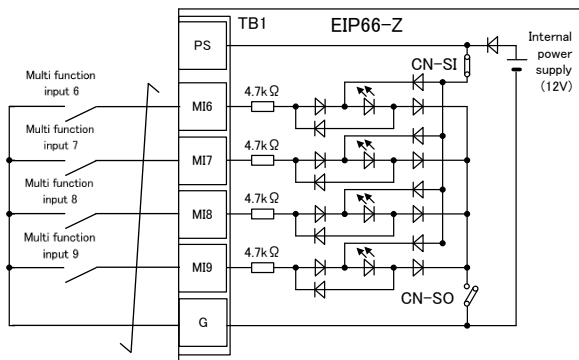 TB1
EIP66-Z
PS
CN-SI
Internal
power
supply
(12V)
Multi function
input 6
MI6
4.7kΩ
Multi function
input 7
MI7
4.7kΩ
Multi function
input 8
MI8
4.7kΩ
Multi function
input 9
MI9
4.7kΩ
CN-SO
G